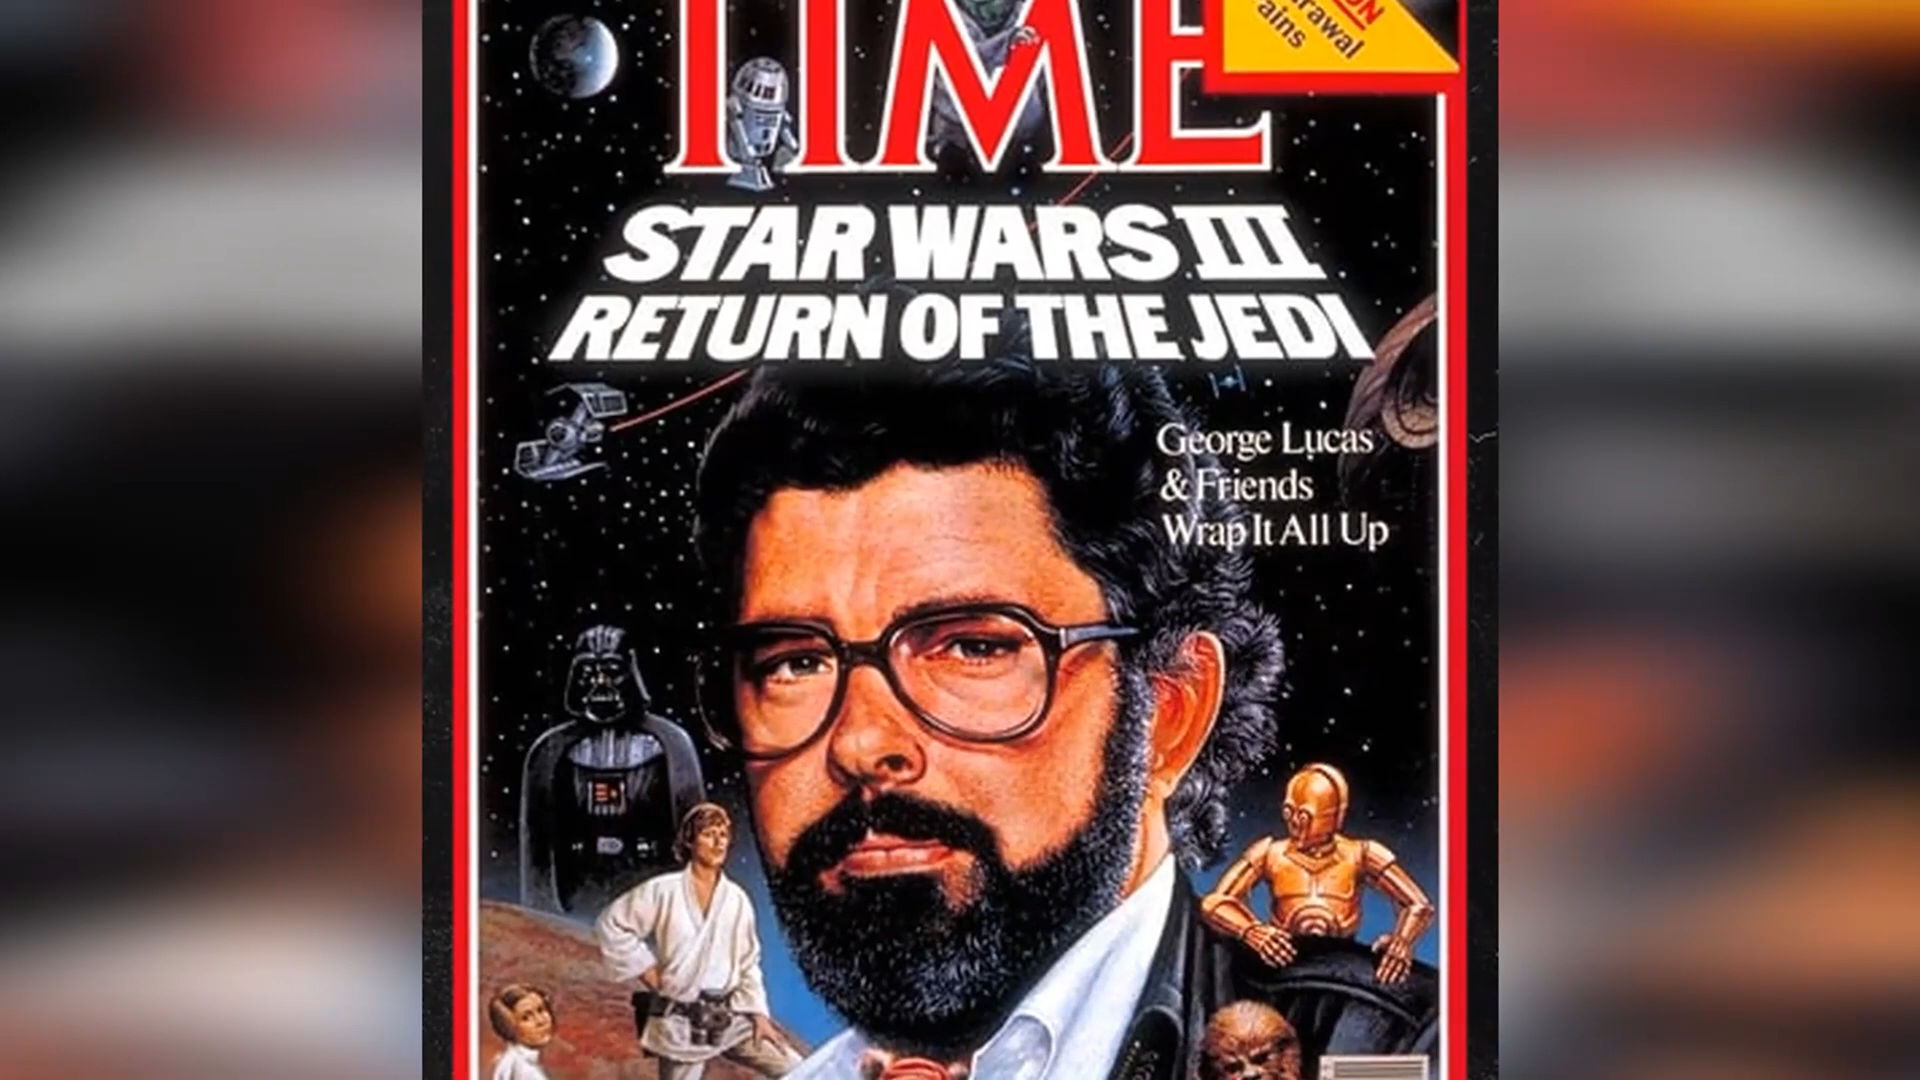 TIME
STAR WARS III
RETURN OF THE JEDI
George Lucas
& Friends
Wrap It All Up